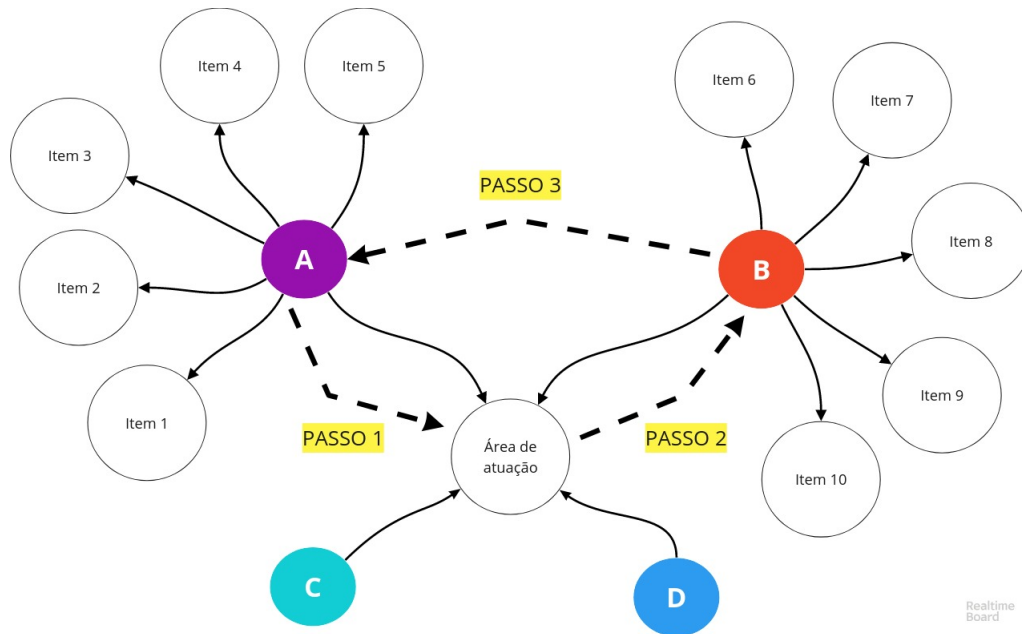 Item 4
Item 5
Item 6
Item 7
Item 3
PASSO 3
Item 8
A
B
Item 2
Item 1
PASSO 1
PASSO 2
Item 9
Área de
atuação
Item 10
C
D
Realtime
Board